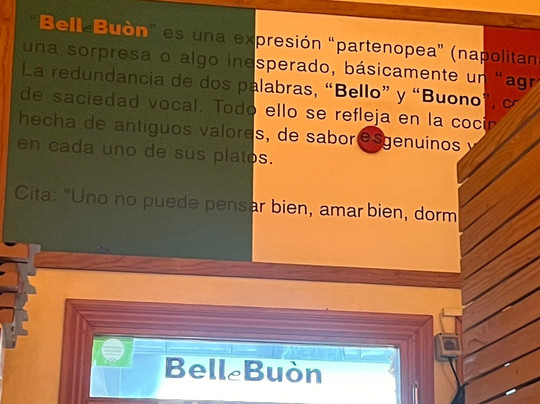 "Bell e Buòn" es una expresión "partenopea" (napolitan
una sorpresa o algo inesperado, básicamente un "agr
La redundancia de dos palabras, "Bello" y "Buono", co
de saciedad vocal. Todo ello se refleja en la cocin
hecha de antiguos valores, de sabores genuinos y
en cada uno de sus platos.
Cita: "Uno no puede pensar bien, amar bien, dorm
BelleBuòn